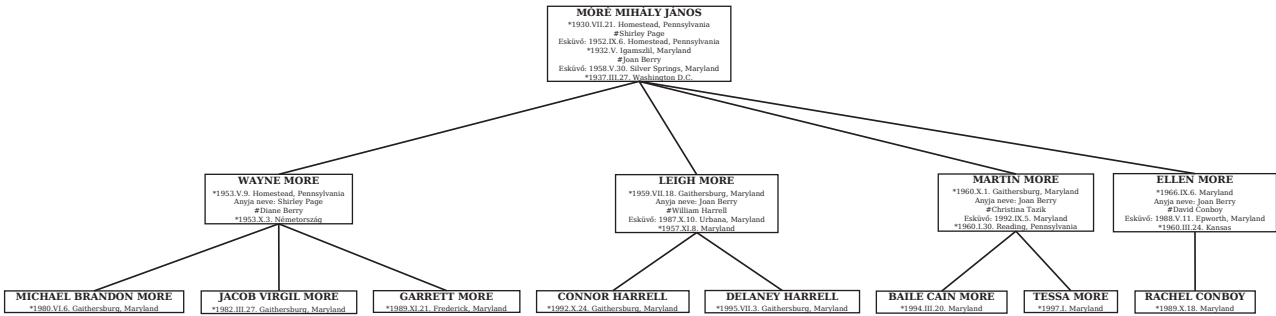 MÓRÉ MIHÁLY JÁNOS
*1930.VII.21. Homestead, Pennsylvania
#Shirley Page
Esküvő: 1952.IX.6. Homestead, Pennsylvania
*1932.V. Igamszlil, Maryland
#Joan Berry
Esküvő: 1958.V.30. Silver Springs, Maryland
*1937.III.27. Washington D.C.
WAYNE MORE
*1953.V.9. Homestead, Pennsylvania
Anyja neve: Shirley Page
#Diane Berry
*1953.X.3. Németország
LEIGH MORE
*1959.VII.18. Gaithersburg, Maryland
Anyja neve: Joan Berry
#William Harrell
Esküvő: 1987.X.10. Urbana, Maryland
*1957.XI.8. Maryland
MARTIN MORE
*1960.X.1. Gaithersburg, Maryland
Anyja neve: Joan Berry
#Christina Tazik
Esküvő: 1992.IX.5. Maryland
*1960.I.30. Reading, Pennsylvania
ELLEN MORE
*1966.IX.6. Maryland
Anyja neve: Joan Berry
#David Conboy
Esküvő: 1988.V.11. Epworth, Maryland
*1960.III.24. Kansas
MICHAEL BRANDON MORE
*1980.VI.6. Gaithersburg, Maryland
JACOB VIRGIL MORE
*1982.III.27. Gaithersburg, Maryland
GARRETT MORE
*1989.XI.21. Frederick, Maryland
CONNOR HARRELL
*1992.X.24. Gaithersburg, Maryland
DELANEY HARRELL
*1995.VII.3. Gaithersburg, Maryland
BAILE CAIN MORE
*1994.III.20. Maryland
TESSA MORE
*1997.I. Maryland
RACHEL CONBOY
*1989.X.18. Maryland